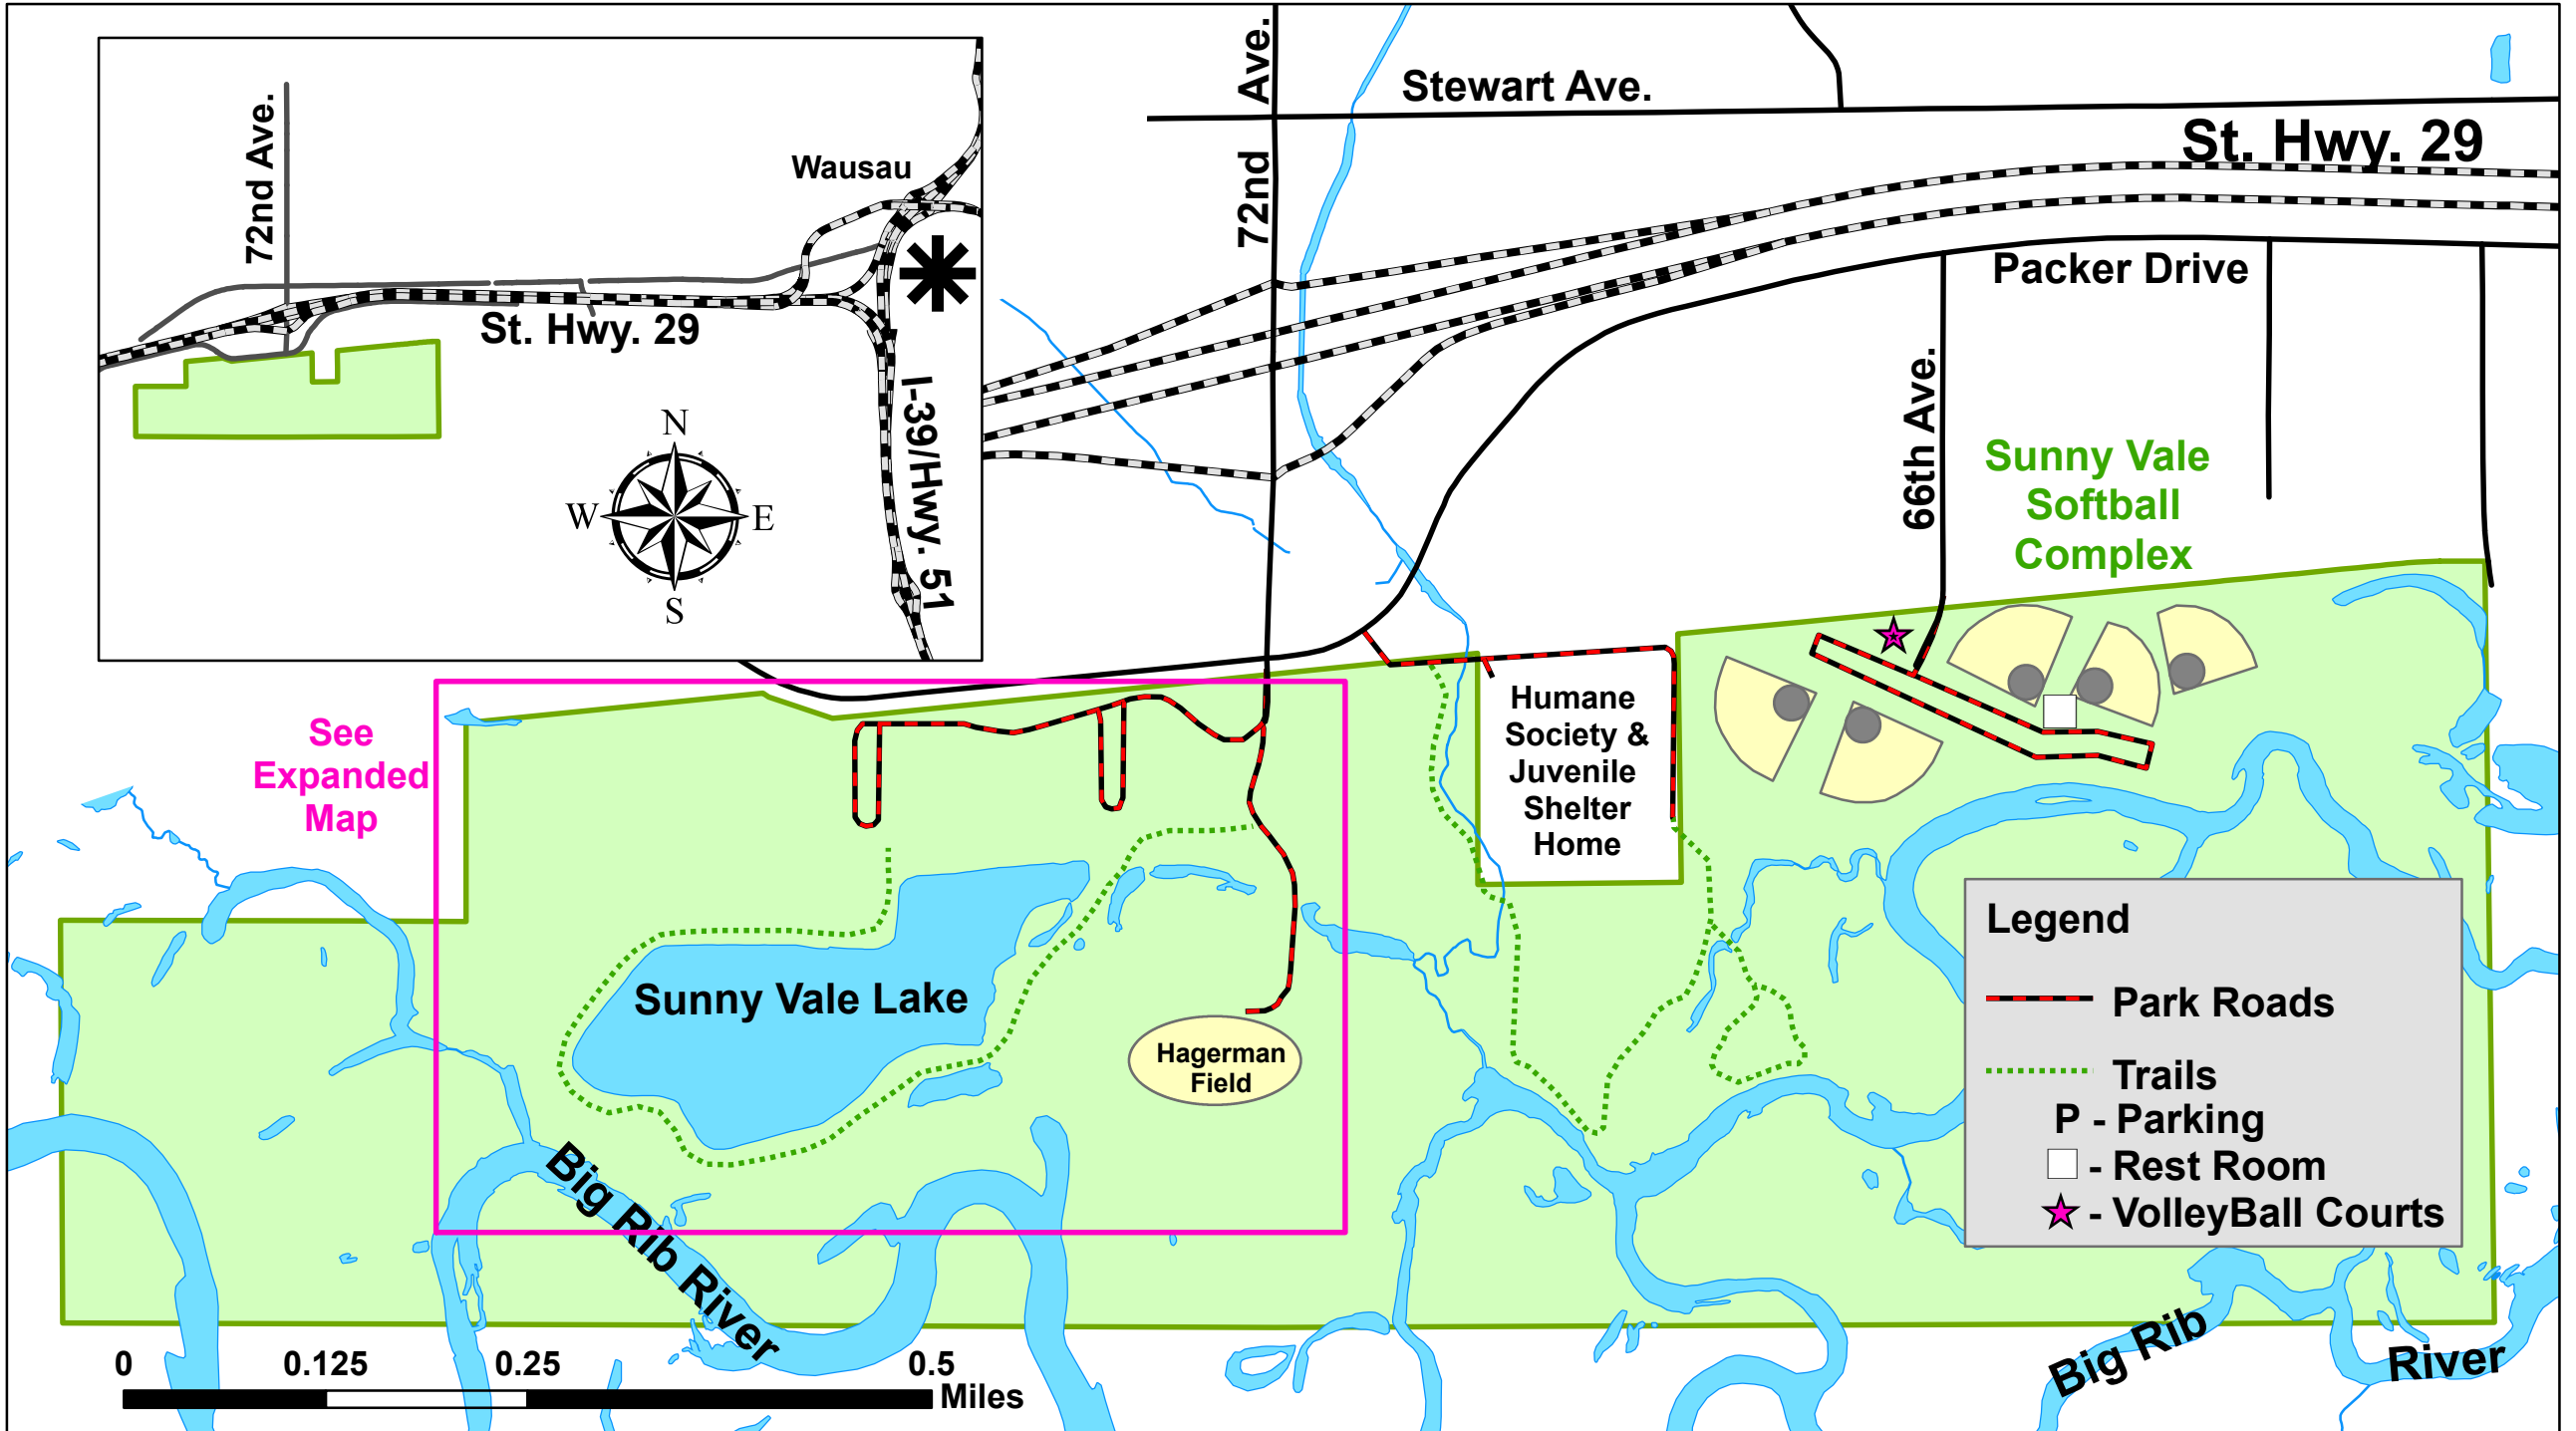 72nd Ave.
Wausau
St. Hwy. 29
I-39/Hwy. 51
N
W
E
S
72nd Ave.
Stewart Ave.
St. Hwy. 29
Packer Drive
66th Ave.
Sunny Vale
Softball
Complex
See
Expanded
Map
Humane
Society &
Juvenile
Shelter
Home
Sunny Vale Lake
Hagerman
Field
Big Rib River
Legend
Park Roads
Trails
P - Parking
- Rest Room
- VolleyBall Courts
Big Rib River
0 0.125 0.25 0.5
Miles